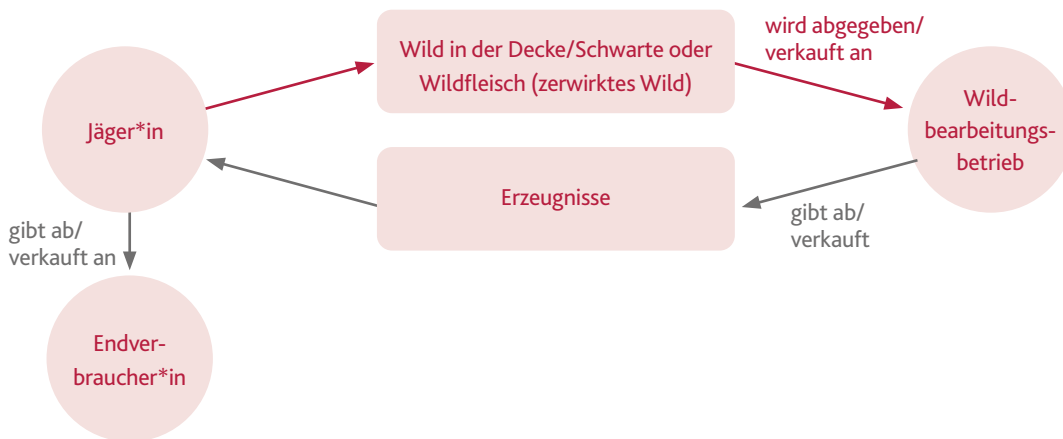 Jäger*in
Wild in der Decke/Schwarte oder
Wildfleisch (zerwirktes Wild)
wird abgegeben/
verkauft an
Wild-
bearbeitungs-
betrieb
gibt ab/
verkauft
Erzeugnisse
gibt ab/
verkauft an
Endver-
braucher*in